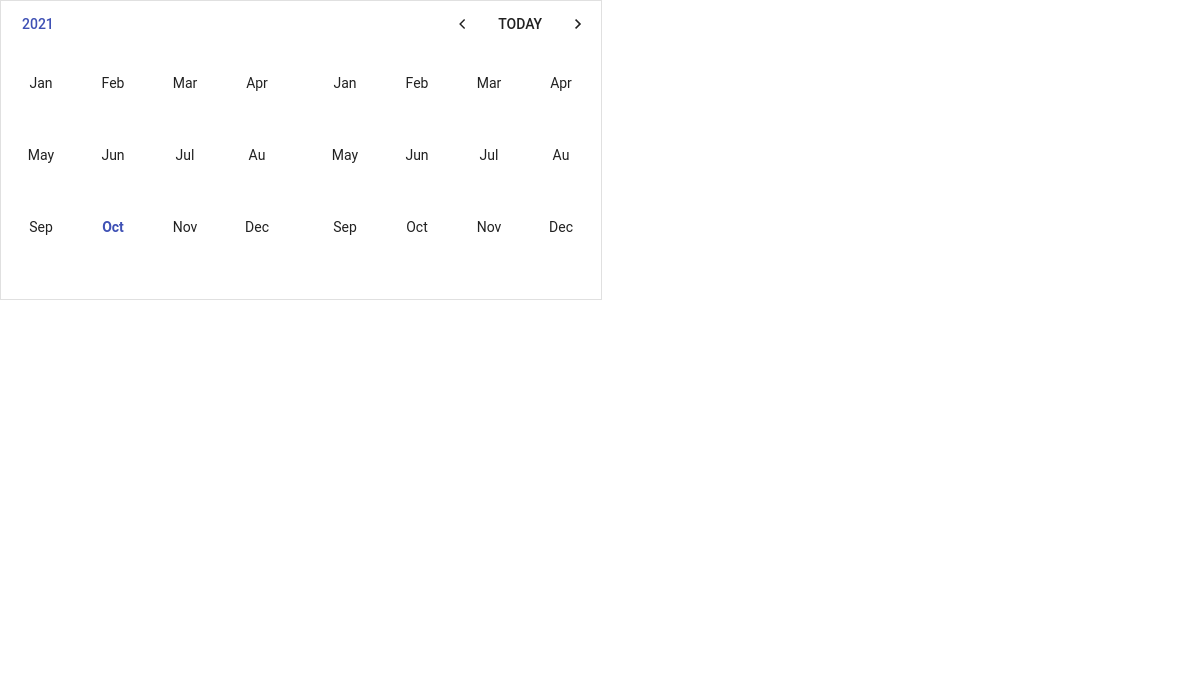 2021 TODAY
Jan Feb Mar Apr Jan Feb Mar Apr
May Jun Jul Au May Jun Jul Au
Sep Oct Nov Dec Sep Oct Nov Dec